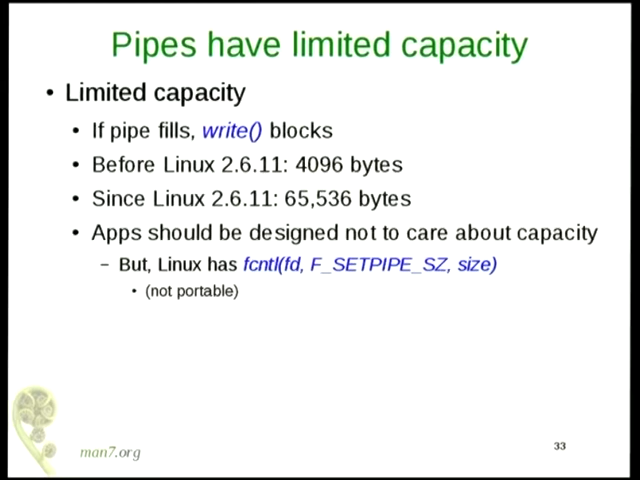 Pipes have limited capacity
• Limited capacity
• If pipe fills, write() blocks
• Before Linux 2.6.11: 4096 bytes
• Since Linux 2.6.11: 65,536 bytes
• Apps should be designed not to care about capacity
– But, Linux has fcntl(fd, F_SETPIPE_SZ, size)
• (not portable)
man7.org
33